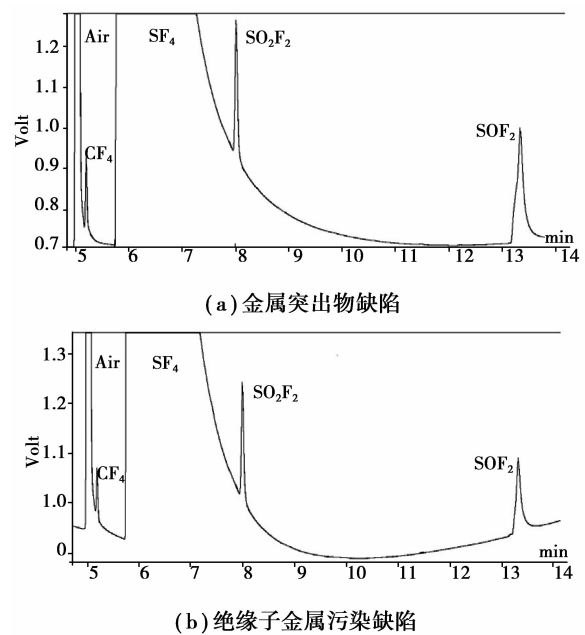 Air SF₄ SO₂F₂
1.2
1.1
Volt
1.0 SOF₂
CF₄
0.9
0.8
0.7 min
5 6 7 8 9 10 11 12 13 14
(a)金属突出物缺陷
1.3
Air SF₄
SO₂F₂
1.2
1.1
Volt
CF₄ SOF₂
1.0
0. min
5 6 7 8 9 10 11 12 13 14
(b)绝缘子金属污染缺陷